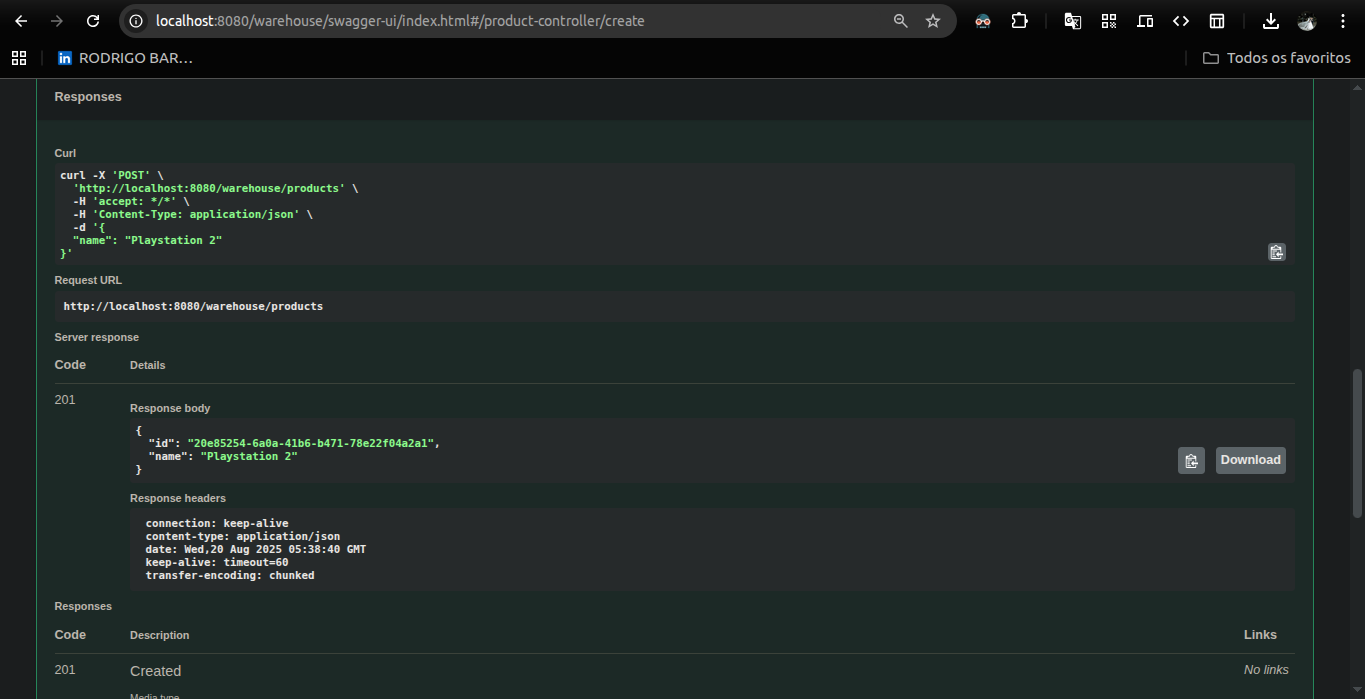 localhost:8080/warehouse/swagger-ui/index.html#/product-controller/create
RODRIGO BAR...
Todos os favoritos
Responses
Curl
curl -X 'POST' \
'http://localhost:8080/warehouse/products' \
-H 'accept: */*' \
-H 'Content-Type: application/json' \
-d '{
"name": "Playstation 2"
}'
Request URL
http://localhost:8080/warehouse/products
Server response
Code Details
201
Response body
{
"id": "20e85254-6a0a-41b6-b471-78e22f04a2a1",
"name": "Playstation 2"
}
Download
Response headers
connection: keep-alive
content-type: application/json
date: Wed,20 Aug 2025 05:38:40 GMT
keep-alive: timeout=60
transfer-encoding: chunked
Responses
Code Description Links
201 Created No links
Media type